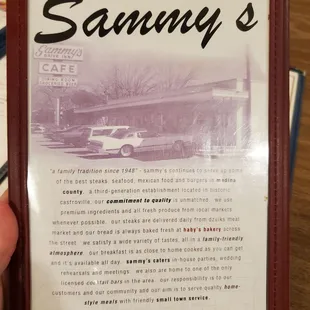 Sammy's
Sammy's
CAFE
"a family tradition since 1948" - sammy's continues to serve up some
of the best steaks, seafood, mexican food and burgers in medina
county. a third-generation establishment located in historic
castroville, our commitment to quality is unmatched. we use
premium ingredients and all fresh produce from local markets
whenever possible. our steaks are delivered daily from dziuks meat
market and our bread is always baked fresh at haby's bakery across
the street. we satisfy a wide variety of tastes, all in a family-friendly
atmosphere. our breakfast is as close to home cooked as you can get
and it's available all day. sammy's caters in-house parties, wedding
rehearsals and meetings. we also are home to one of the only
licensed courtesy bars in the area. our responsibility is to our
customers and our community and our aim is to serve quality home-
style meals with friendly small town service.